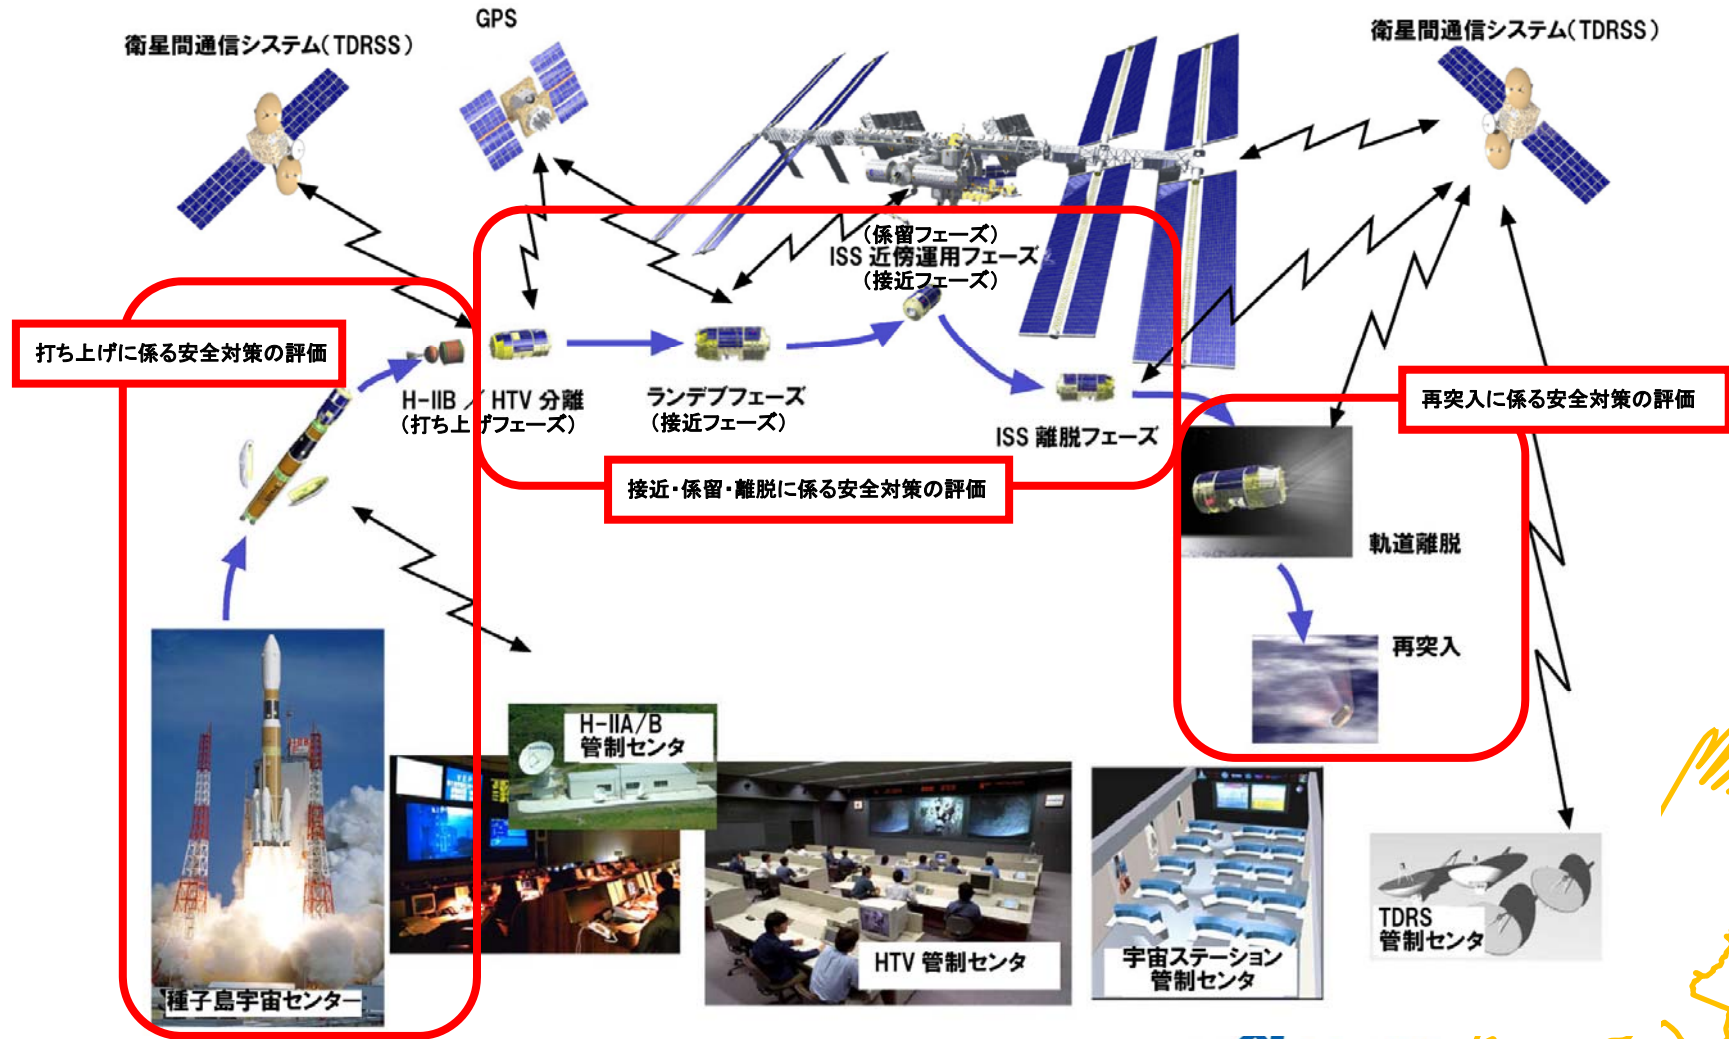 衛星間通信システム(TDRSS)
GPS
衛星間通信システム(TDRSS)
(係留フェーズ)
ISS 近傍運用フェーズ
(接近フェーズ)
打ち上げに係る安全対策の評価
H-IIB / HTV 分離
(打ち上げフェーズ)
ランデブフェーズ
(接近フェーズ)
ISS 離脱フェーズ
再突入に係る安全対策の評価
接近・係留・離脱に係る安全対策の評価
軌道離脱
再突入
H-IIA/B
管制センタ
種子島宇宙センター
HTV 管制センタ
宇宙ステーション
管制センタ
TDRS
管制センタ